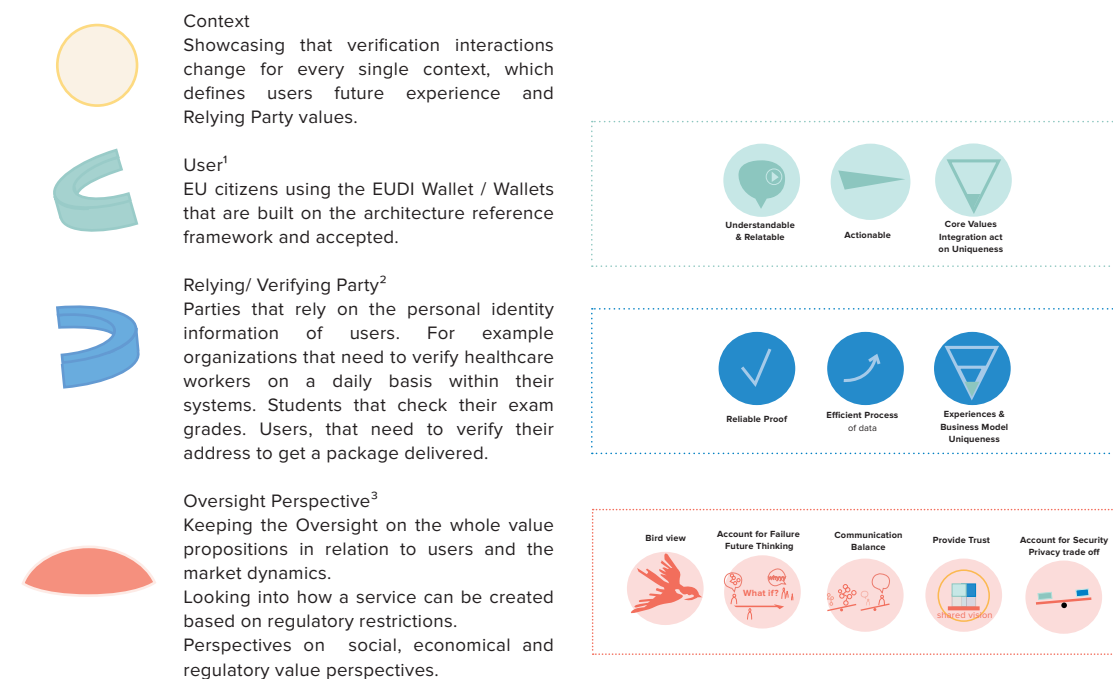 Context
Showcasing that verification interactions
change for every single context, which
defines users future experience and
Relying Party values.
User¹
EU citizens using the EUDI Wallet / Wallets
that are built on the architecture reference
framework and accepted.
Relying/ Verifying Party²
Parties that rely on the personal identity
information of users. For example
organizations that need to verify healthcare
workers on a daily basis within their
systems. Students that check their exam
grades. Users, that need to verify their
address to get a package delivered.
Oversight Perspective³
Keeping the Oversight on the whole value
propositions in relation to users and the
market dynamics.
Looking into how a service can be created
based on regulatory restrictions.
Perspectives on social, economical and
regulatory value perspectives.
Understandable
& Relatable
Actionable
Core Values
Integration act
on Uniqueness
Reliable Proof
Efficient Process
of data
Experiences &
Business Model
Uniqueness
Bird view
Account for Failure
Future Thinking
What if?
Communication
Balance
Provide Trust
shared vision
Account for Security
Privacy trade off